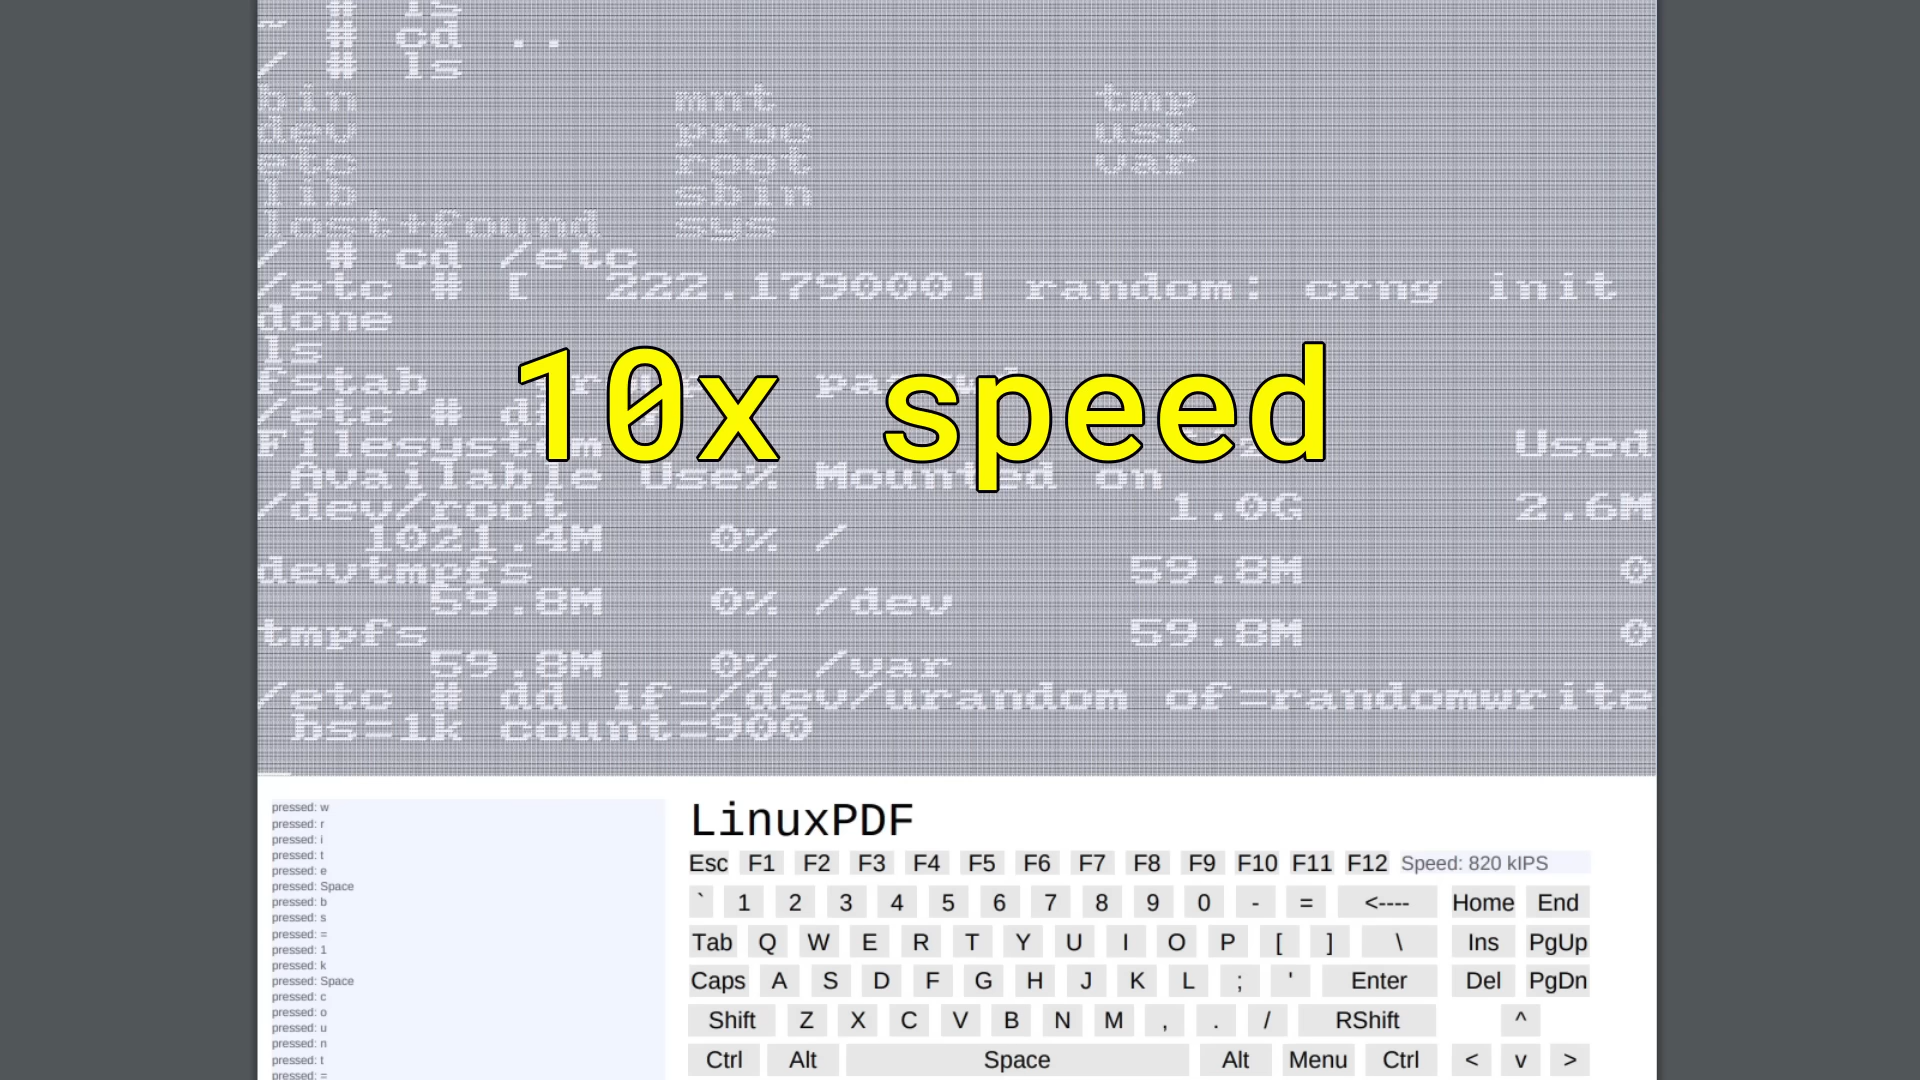 # ls
~ # cd ..
/ # ls
bin mnt tmp
dev proc usr
etc root var
lib sbin
lost+found sys
/ # cd /etc
/etc # [ 222.179000] random: crng init
done
ls
fstab passwd
/etc #
10x speed
Filesystem Used
Available Use% Mounted on
/dev/root 1.0G 2.6M
1021.4M 0% /
devtmpfs 59.8M 0
59.8M 0% /dev
tmpfs 59.8M 0
59.8M 0% /var
/etc # dd if=/dev/urandom of=randomwrite
bs=1k count=900
pressed: w
pressed: r
pressed: i
pressed: t
pressed: e
pressed: Space
pressed: b
pressed: s
pressed: =
pressed: 1
pressed: k
pressed: Space
pressed: c
pressed: o
pressed: u
pressed: n
pressed: t
pressed: =
LinuxPDF
Esc F1 F2 F3 F4 F5 F6 F7 F8 F9 F10 F11 F12 Speed: 820 kIPS
` 1 2 3 4 5 6 7 8 9 0 - = <---- Home End
Tab Q W E R T Y U I O P [ ] \ Ins PgUp
Caps A S D F G H J K L ; ' Enter Del PgDn
Shift Z X C V B N M , . / RShift ^
Ctrl Alt Space Alt Menu Ctrl < v >